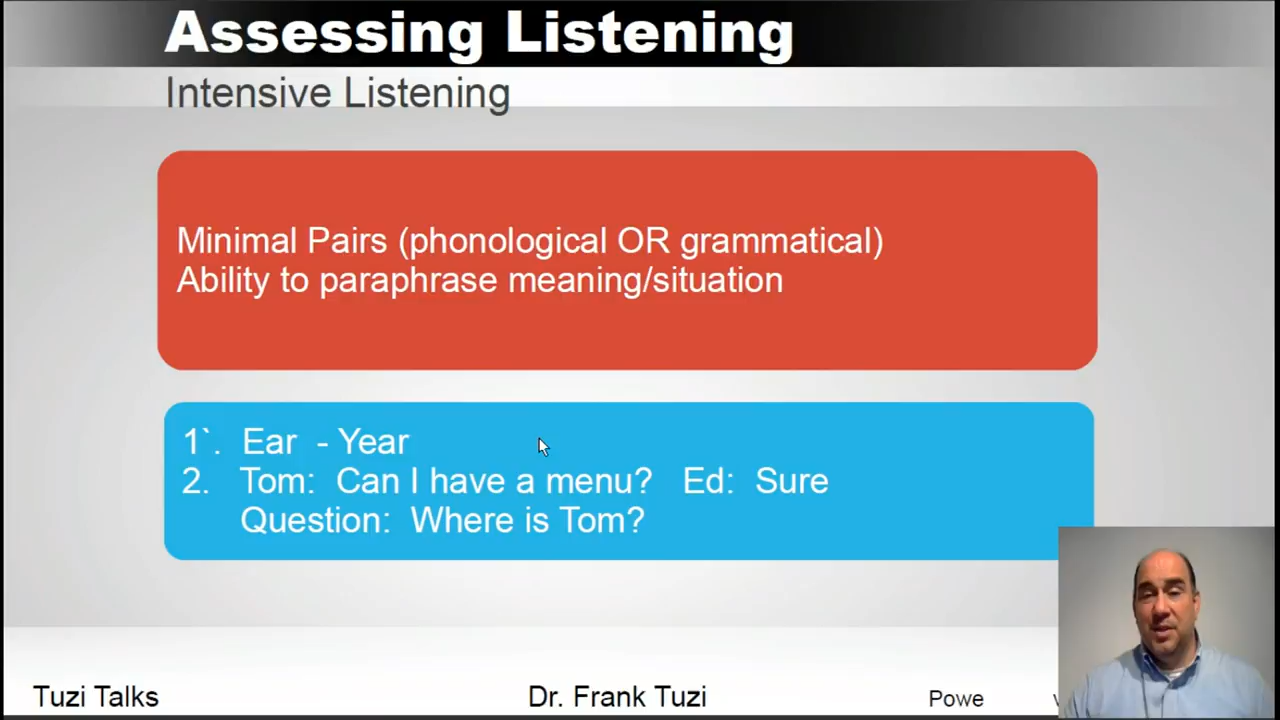 Assessing Listening
Intensive Listening
Minimal Pairs (phonological OR grammatical)
Ability to paraphrase meaning/situation
1`. Ear - Year
2. Tom: Can I have a menu? Ed: Sure
Question: Where is Tom?
Tuzi Talks Dr. Frank Tuzi Powe